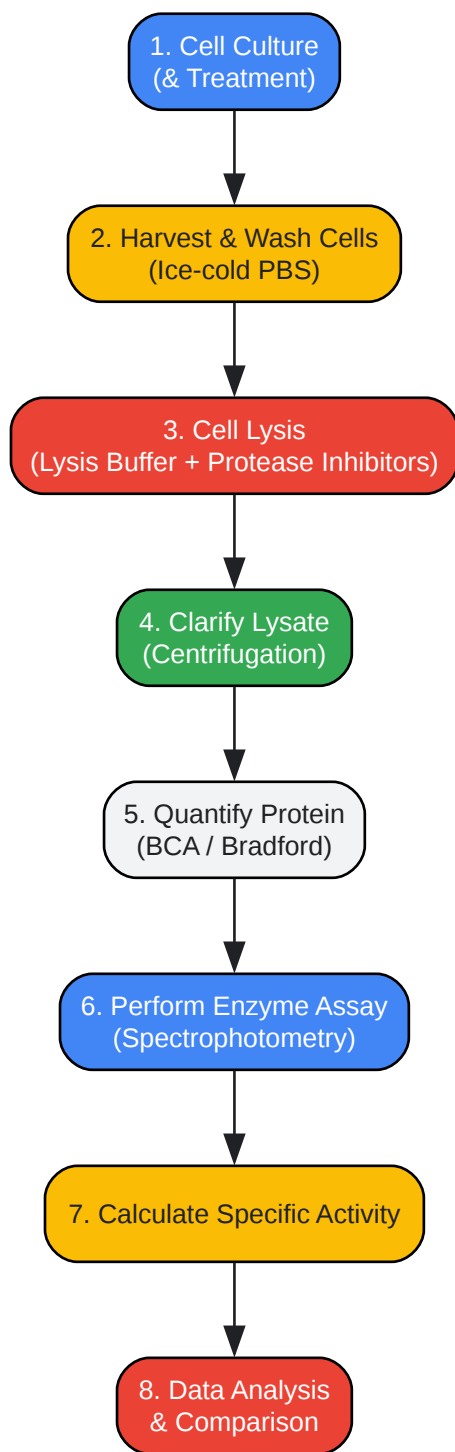 1. Cell Culture
(& Treatment)
2. Harvest & Wash Cells
(Ice-cold PBS)
3. Cell Lysis
(Lysis Buffer + Protease Inhibitors)
4. Clarify Lysate
(Centrifugation)
5. Quantify Protein
(BCA / Bradford)
6. Perform Enzyme Assay
(Spectrophotometry)
7. Calculate Specific Activity
8. Data Analysis
& Comparison